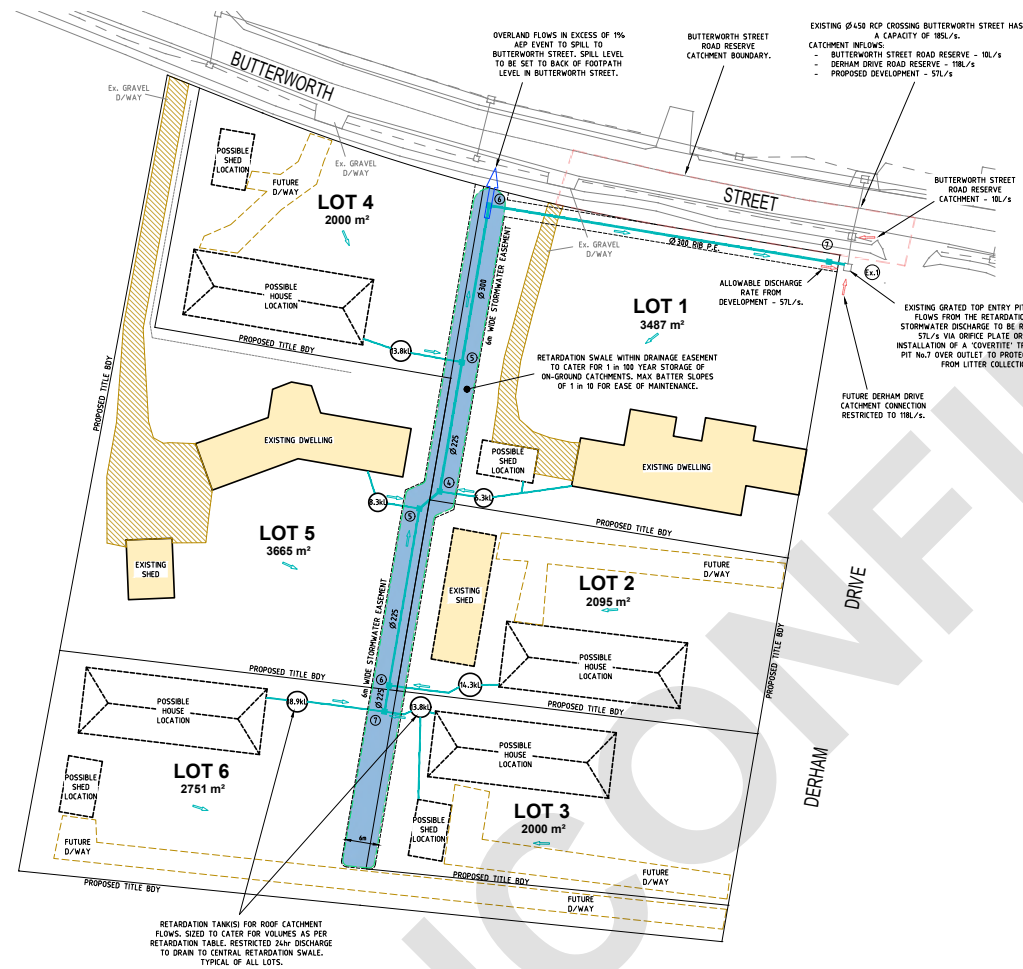 OVERLAND FLOWS IN EXCESS OF 1%
AEP EVENT TO SPILL TO
BUTTERWORTH STREET. SPILL LEVEL
TO BE SET TO BACK OF FOOTPATH
LEVEL IN BUTTERWORTH STREET.
BUTTERWORTH STREET
ROAD RESERVE
CATCHMENT BOUNDARY.
EXISTING Ø450 RCP CROSSING BUTTERWORTH STREET HAS
A CAPACITY OF 185L/s.
CATCHMENT INFLOWS:
- BUTTERWORTH STREET ROAD RESERVE - 10L/s
- DERHAM DRIVE ROAD RESERVE - 118L/s
- PROPOSED DEVELOPMENT - 57L/s
BUTTERWORTH
STREET
Ex. GRAVEL
D/WAY
Ex. GRAVEL
D/WAY
Ex. GRAVEL
D/WAY
POSSIBLE
SHED
LOCATION
FUTURE
D/WAY
LOT 4
2000 m²
POSSIBLE
HOUSE
LOCATION
PROPOSED TITLE BDY
PROPOSED TITLE BDY
13.8kL
6
Ø300
6m WIDE STORMWATER EASEMENT
5
Ø300 RIB P.E.
7
Ex.1
BUTTERWORTH STREET
ROAD RESERVE
CATCHMENT - 10L/s
ALLOWABLE DISCHARGE
RATE FROM
DEVELOPMENT - 57L/s.
LOT 1
3487 m²
EXISTING GRATED TOP ENTRY PI
FLOWS FROM THE RETARDATIO
STORMWATER DISCHARGE TO BE R
57L/s VIA ORIFICE PLATE OR
INSTALLATION OF A 'COVERTITE' T
PIT No.7 OVER OUTLET TO PROTE
FROM LITTER COLLECTI
RETARDATION SWALE WITHIN DRAINAGE EASEMENT
TO CATER FOR 1 in 100 YEAR STORAGE OF
ON-GROUND CATCHMENTS. MAX BATTER SLOPES
OF 1 in 10 FOR EASE OF MAINTENANCE.
FUTURE DERHAM DRIVE
CATCHMENT CONNECTION
RESTRICTED TO 118L/s.
EXISTING DWELLING
Ø225
POSSIBLE
SHED
LOCATION
EXISTING DWELLING
4
8.3kL
6.3kL
5
PROPOSED TITLE BDY
LOT 5
3665 m²
EXISTING
SHED
EXISTING
SHED
FUTURE
D/WAY
LOT 2
2095 m²
DRIVE
6m WIDE STORMWATER EASEMENT
Ø225
PROPOSED TITLE BDY
POSSIBLE
HOUSE
LOCATION
PROPOSED TITLE BDY
6
14.3kL
PROPOSED TITLE BDY
POSSIBLE
HOUSE
LOCATION
18.9kL
Ø225
13.8kL
7
POSSIBLE
HOUSE
LOCATION
DERHAM
LOT 6
2751 m²
POSSIBLE
SHED
LOCATION
LOT 3
2000 m²
POSSIBLE
SHED
LOCATION
FUTURE
D/WAY
6m
FUTURE
D/WAY
PROPOSED TITLE BDY
PROPOSED TITLE BDY
FUTURE
D/WAY
RETARDATION TANK(S) FOR ROOF CATCHMENT
FLOWS. SIZED TO CATER FOR VOLUMES AS PER
RETARDATION TABLE. RESTRICTED 24hr DISCHARGE
TO DRAIN TO CENTRAL RETARDATION SWALE.
TYPICAL OF ALL LOTS.